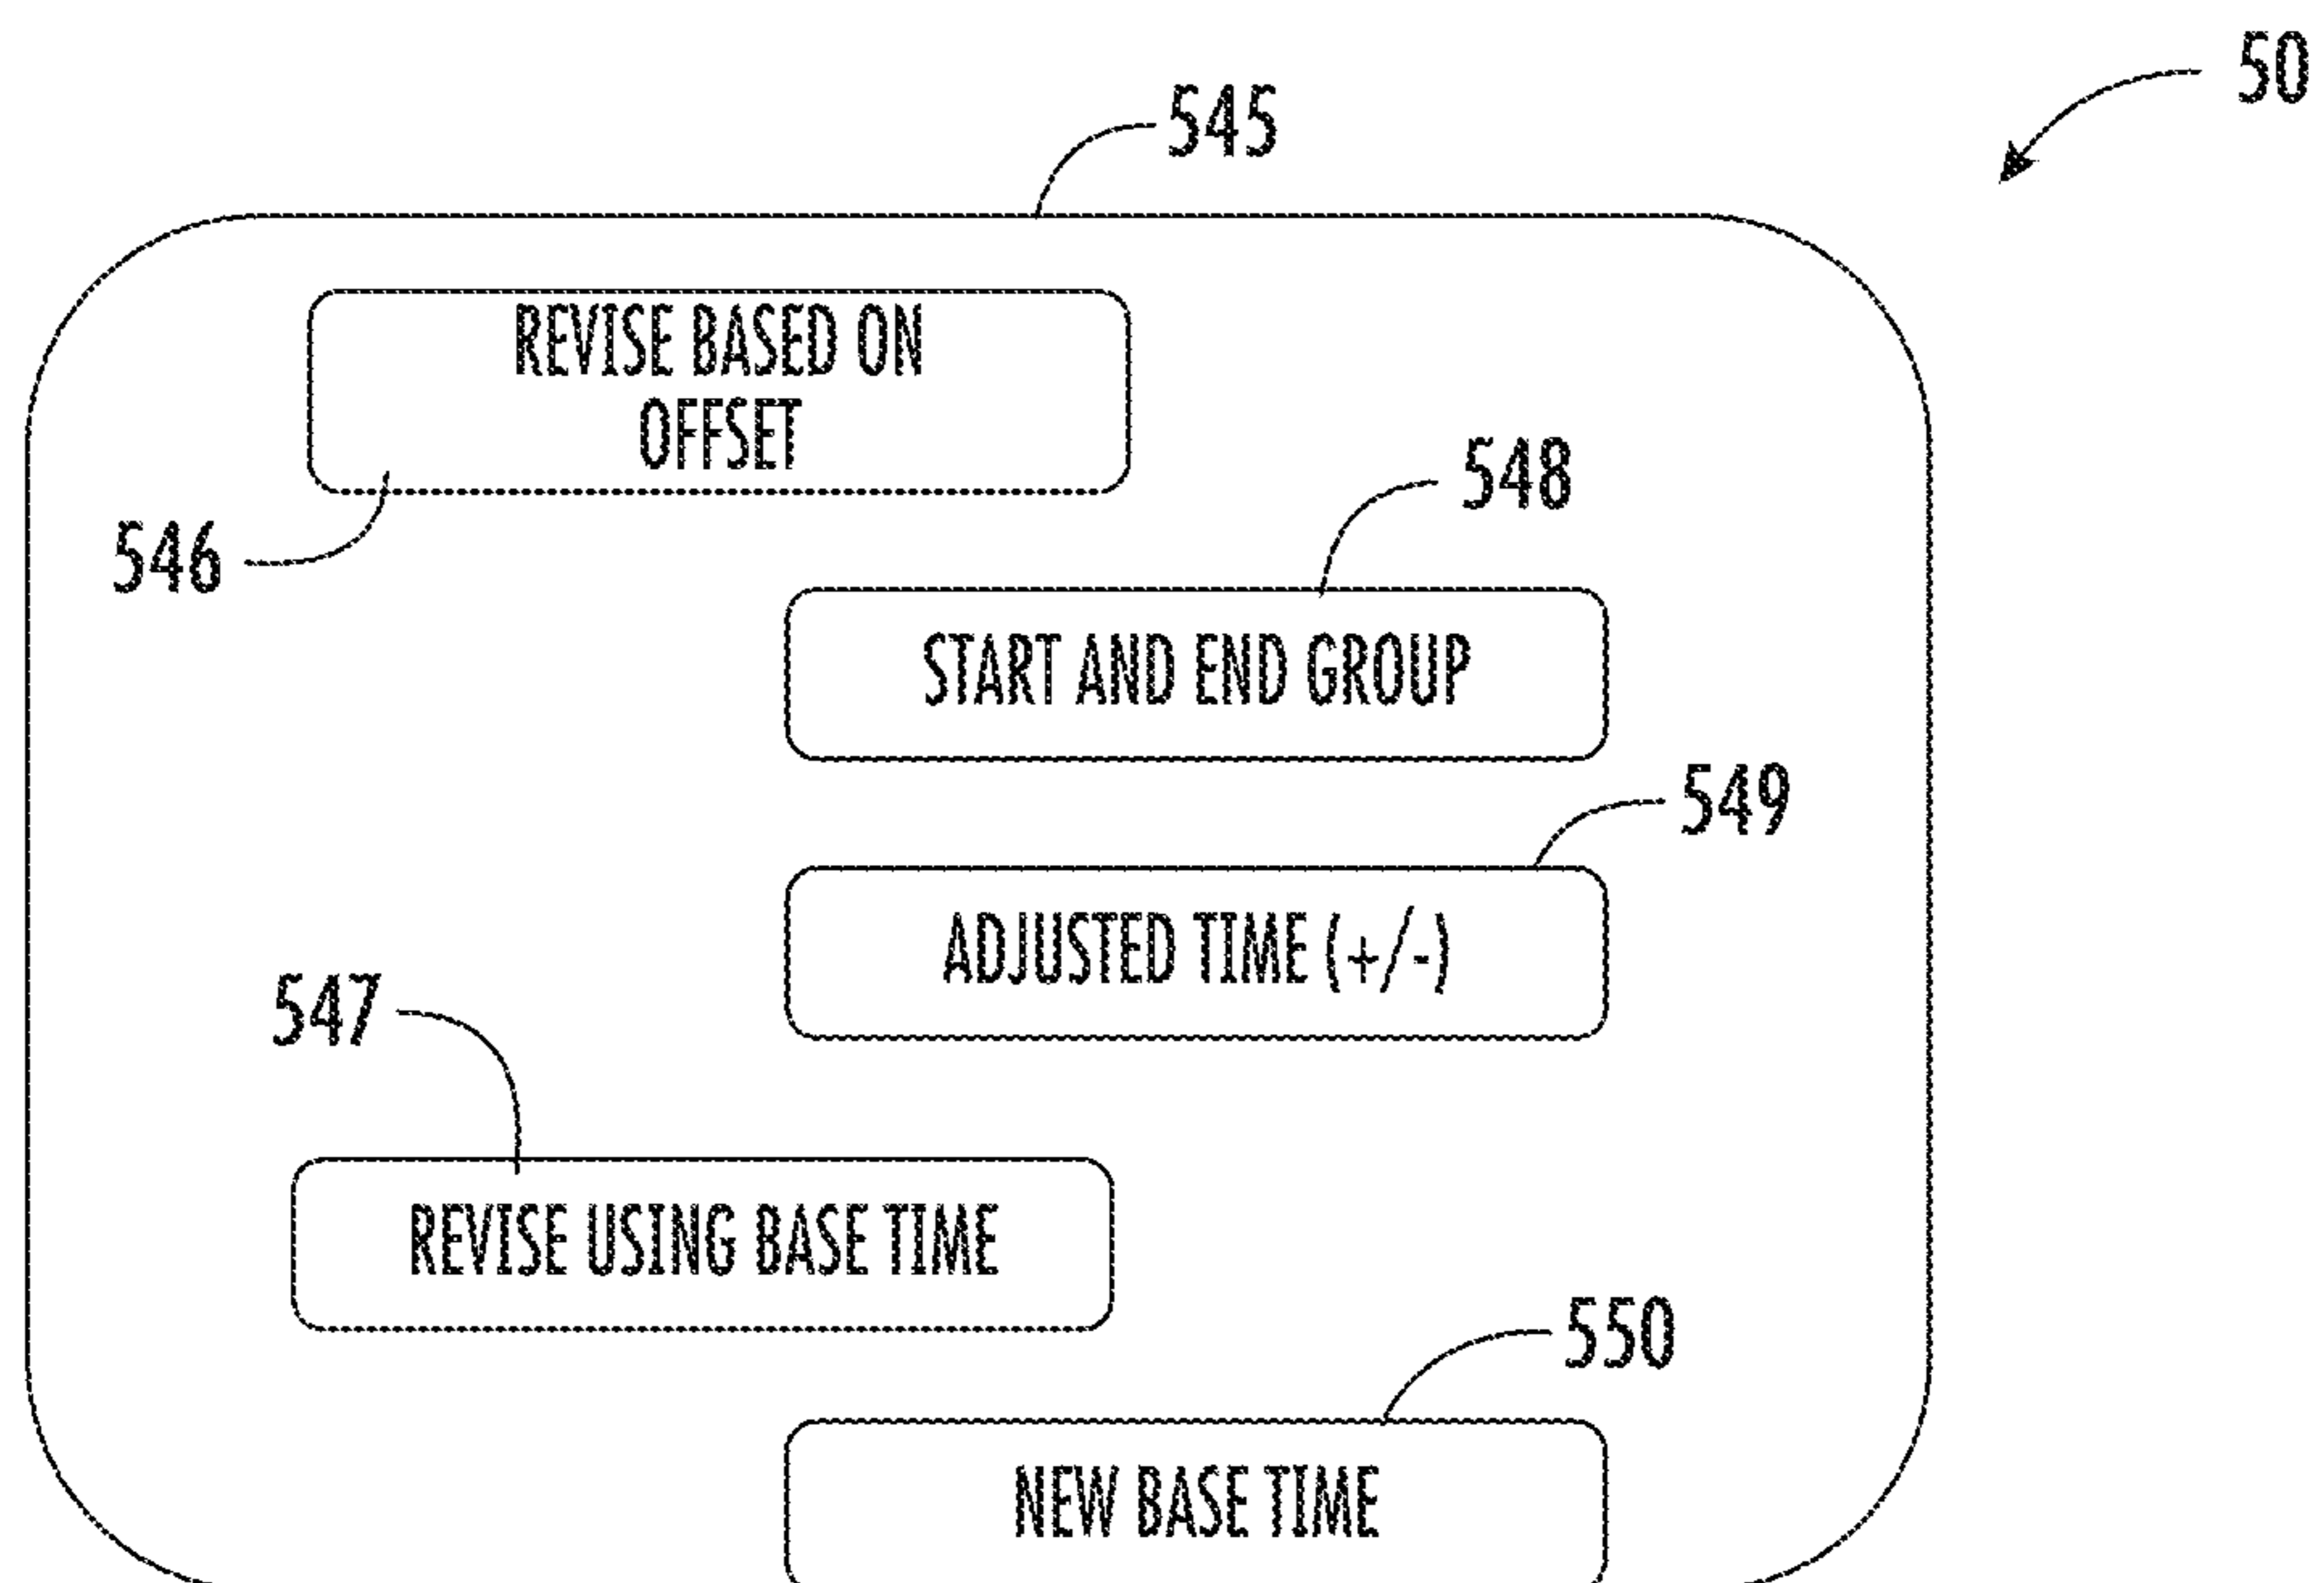 50
545
REVISE BASED ON
OFFSET
548
546
START AND END GROUP
549
ADJUSTED TIME (+/-)
547
REVISE USING BASE TIME
550
NEW BASE TIME